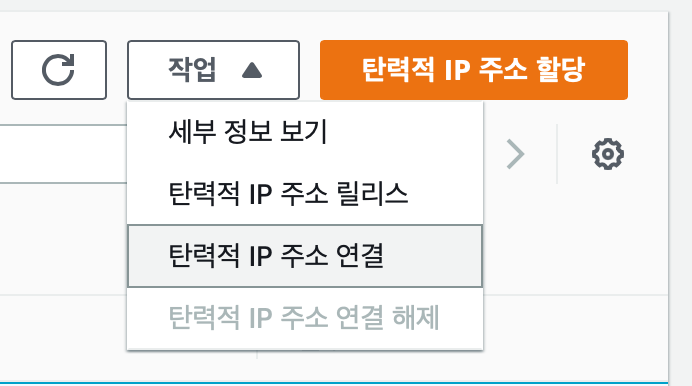 작업
탄력적 IP 주소 할당
세부 정보 보기
탄력적 IP 주소 릴리스
탄력적 IP 주소 연결
탄력적 IP 주소 연결 해제